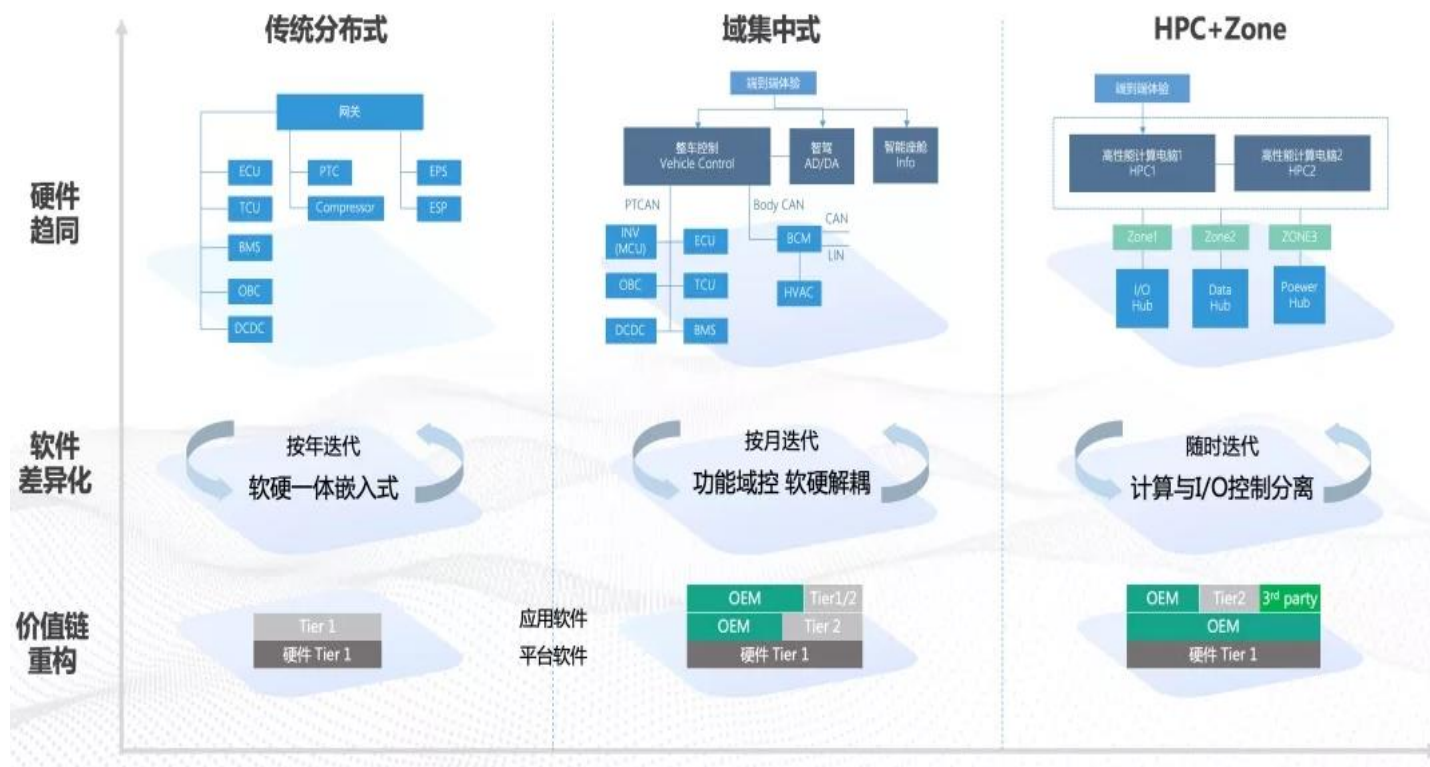 传统分布式
域集中式
HPC+Zone
硬件
趋同
网关
ECU
PTC
EPS
TCU
Compressor
ESP
BMS
OBC
DCDC
端到端体验
整车控制
Vehicle Control
智驾
AD/DA
智能座舱
Info
PTCAN
Body CAN
CAN
INV
(MCU)
ECU
BCM
LIN
OBC
TCU
HVAC
DCDC
BMS
端到端体验
高性能计算电脑1
HPC1
高性能计算电脑2
HPC2
Zone1
Zone2
ZONE3
I/O
Hub
Data
Hub
Poewer
Hub
软件
差异化
按年迭代
软硬一体嵌入式
按月迭代
功能域控 软硬解耦
随时迭代
计算与I/O控制分离
价值链
重构
Tier 1
硬件 Tier 1
应用软件
平台软件
OEM
Tier1/2
OEM
Tier 2
硬件 Tier 1
OEM
Tier2
3rd party
OEM
硬件 Tier 1